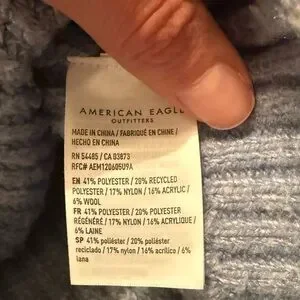 AMERICAN EAGLE
OUTFITTERS
MADE IN CHINA / FABRIQUÉ EN CHINE /
HECHO EN CHINA
RN 54485 / CA 03873
RFC# AEM120605U9A
EN 41% POLYESTER / 20% RECYCLED
POLYESTER / 17% NYLON / 16% ACRYLIC /
6% WOOL
FR 41% POLYESTER / 20% POLYESTER
RÉGÉNÉRÉ / 17% NYLON / 16% ACRYLIQUE /
6% LAINE
SP 41% poliéster / 20% poliéster
reciclado / 17% nylon / 16% acrílico / 6%
lana